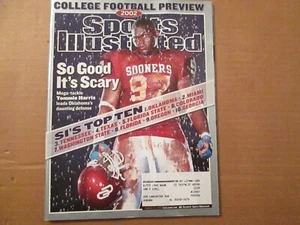 COLLEGE FOOTBALL PREVIEW
2002
Sports
Illustrated
So Good
It's Scary
Mega-tackle
Tommie Harris
leads Oklahoma's
daunting defense
SOONERS
97
SI'S TOP TEN 1.OKLAHOMA • 2.MIAMI
3.TENNESSEE • 4.TEXAS • 5.FLORIDA STATE • 6.COLORADO
7.WASHINGTON STATE • 8.FLORIDA • 9.OREGON • 10.GEORGIA